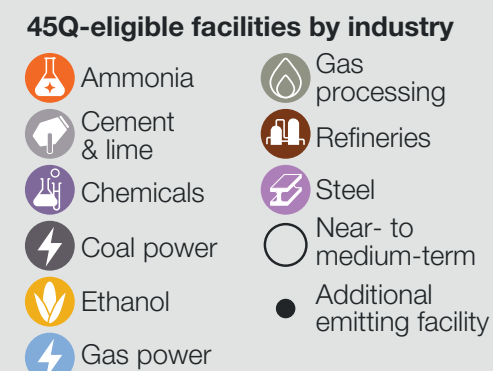 45Q-eligible facilities by industry
Ammonia
Cement
& lime
Chemicals
Coal power
Ethanol
Gas power
Gas
processing
Refineries
Steel
Near- to
medium-term
Additional
emitting facility